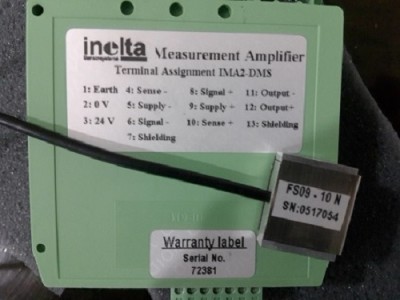 inelta Measurement Amplifier
Terminal Assignment IMA2-DMS
1: Earth 4: Sense - 8: Signal + 11: Output -
2: 0 V 5: Supply - 9: Supply + 12: Output+
3: 24 V 6: Signal - 10: Sense + 13: Shielding
7: Shielding
FS09 - 10 N
SN:0517054
Warranty label
Serial No.
72381